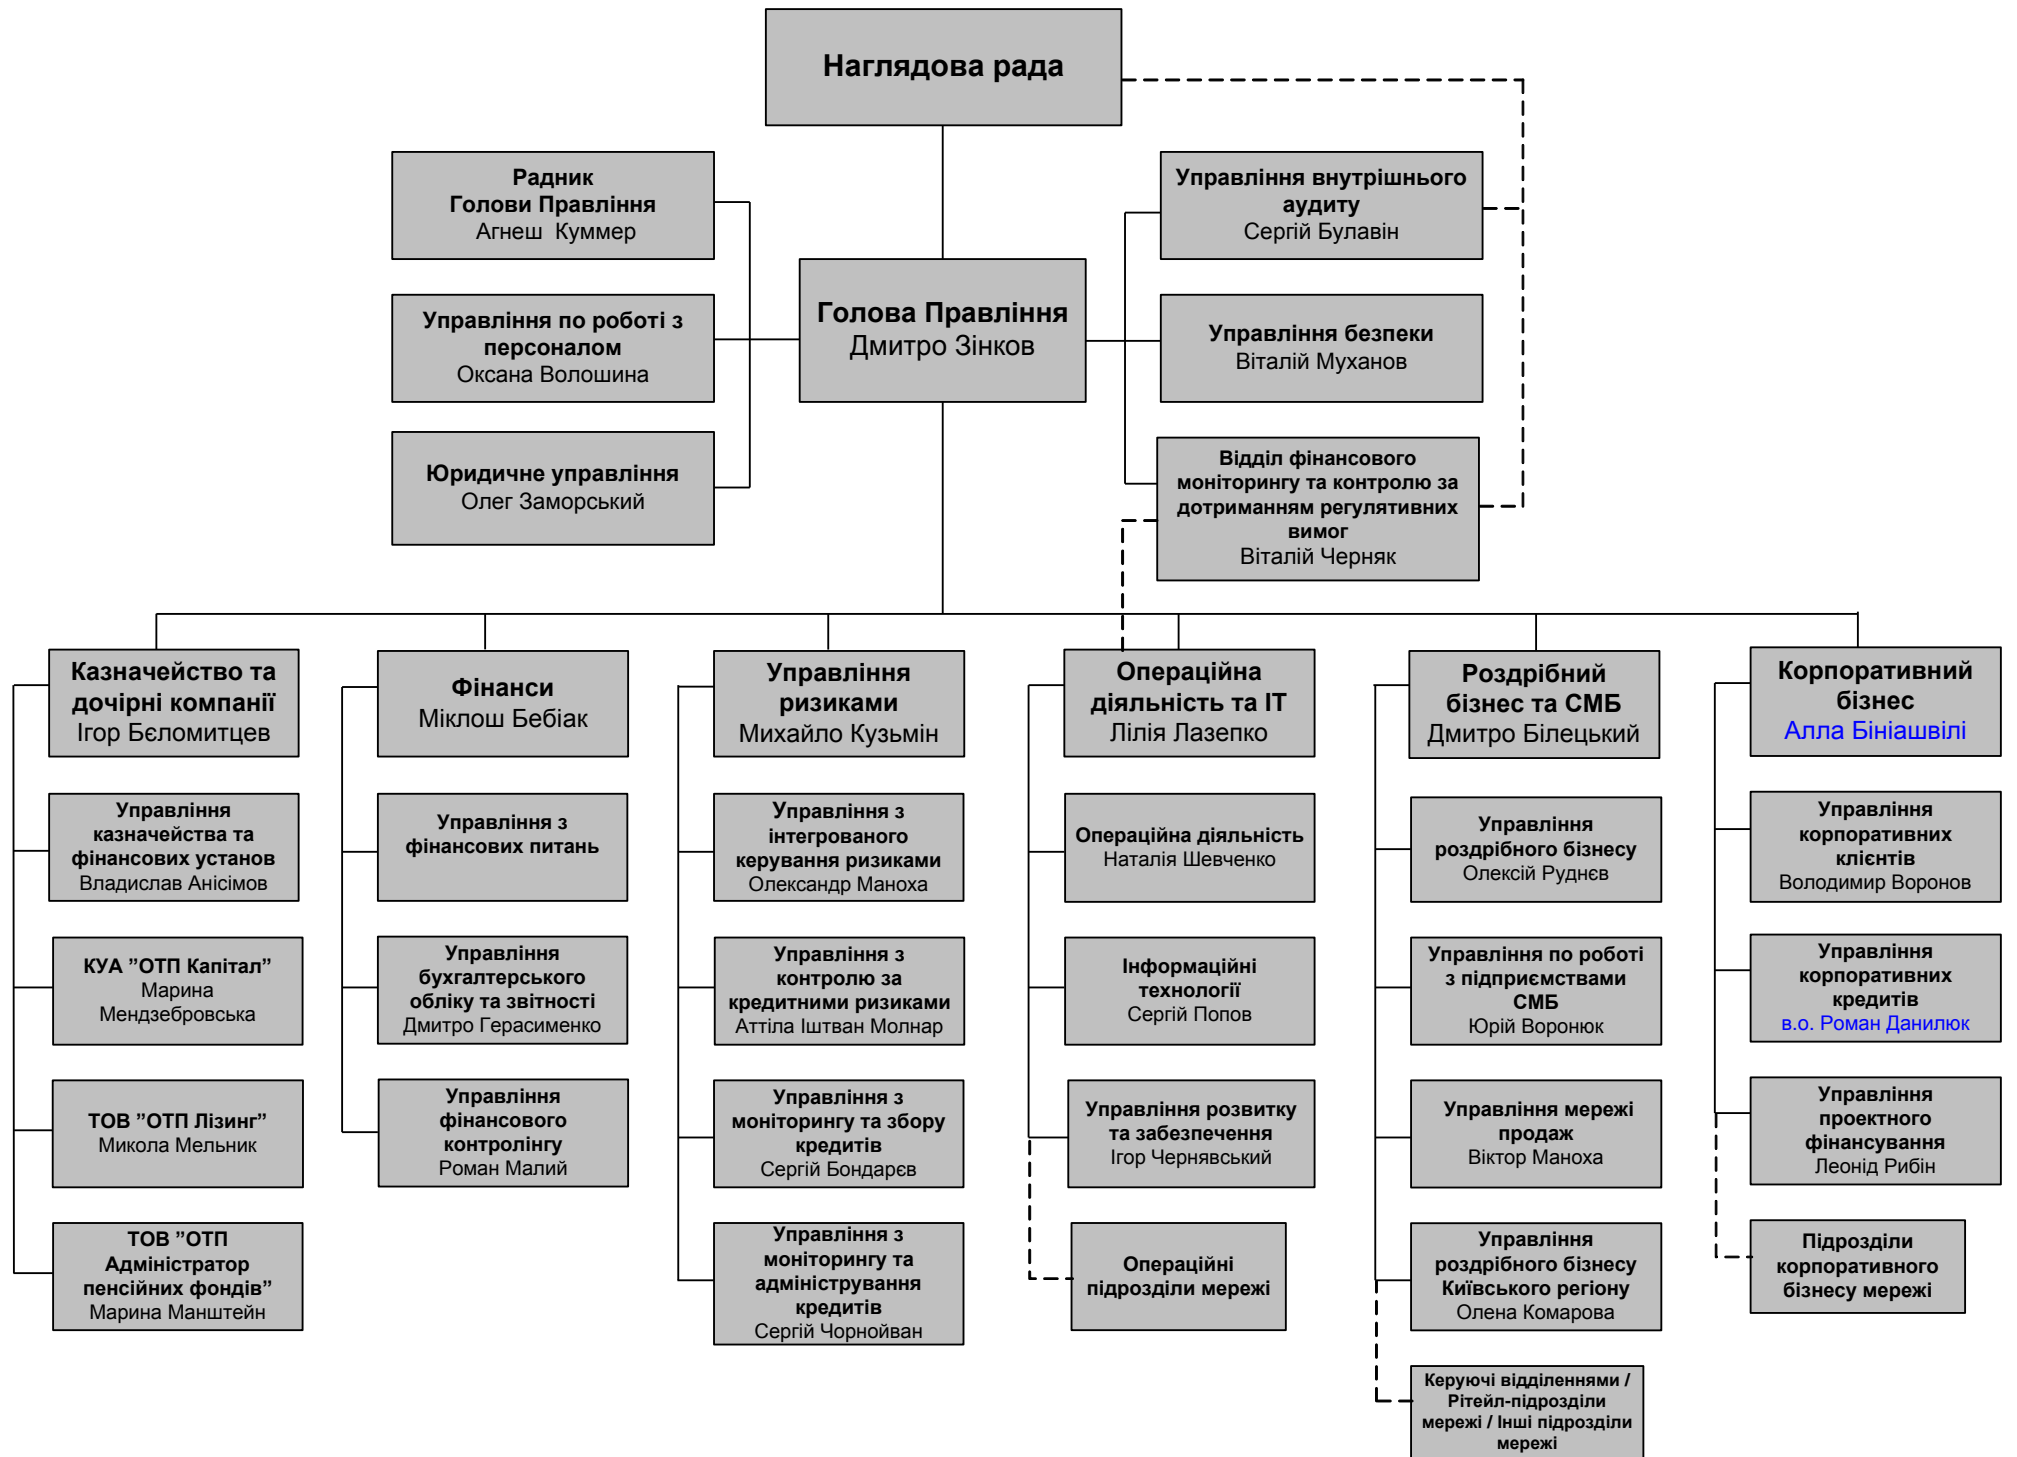 Наглядова рада
Радник
Голови Правління
Агнеш Куммер
Управління внутрішнього
аудиту
Сергій Булавін
Управління по роботі з
персоналом
Оксана Волошина
Голова Правління
Дмитро Зінков
Управління безпеки
Віталій Муханов
Юридичне управління
Олег Заморський
Відділ фінансового
моніторингу та контролю за
дотриманням регулятивних
вимог
Віталій Черняк
Казначейство та
дочірні компанії
Ігор Бєломитцев
Фінанси
Міклош Бебіак
Управління
ризиками
Михайло Кузьмін
Операційна
діяльність та ІТ
Лілія Лазепко
Роздрібний
бізнес та СМБ
Дмитро Білецький
Корпоративний
бізнес
Алла Бініашвілі
Управління
казначейства та
фінансових установ
Владислав Анісімов
Управління з
фінансових питань
Управління з
інтегрованого
керування ризиками
Олександр Маноха
Операційна діяльність
Наталія Шевченко
Управління
роздрібного бізнесу
Олексій Руднєв
Управління
корпоративних
клієнтів
Володимир Воронов
КУА ”ОТП Капітал”
Марина
Мендзебровська
Управління
бухгалтерського
обліку та звітності
Дмитро Герасименко
Управління з
контролю за
кредитними ризиками
Аттіла Іштван Молнар
Інформаційні
технології
Сергій Попов
Управління по роботі
з підприємствами
СМБ
Юрій Воронюк
Управління
корпоративних
кредитів
в.о. Роман Данилюк
ТОВ ”ОТП Лізинг”
Микола Мельник
Управління
фінансового
контролінгу
Роман Малий
Управління з
моніторингу та збору
кредитів
Сергій Бондарєв
Управління розвитку
та забезпечення
Ігор Чернявський
Управління мережі
продаж
Віктор Маноха
Управління
проектного
фінансування
Леонід Рибін
ТОВ ”ОТП
Адміністратор
пенсійних фондів”
Марина Манштейн
Управління з
моніторингу та
адміністрування
кредитів
Сергій Чорнойван
Операційні
підрозділи мережі
Управління
роздрібного бізнесу
Київського регіону
Олена Комарова
Підрозділи
корпоративного
бізнесу мережі
Керуючі відділеннями /
Рітейл-підрозділи
мережі / Інші підрозділи
мережі